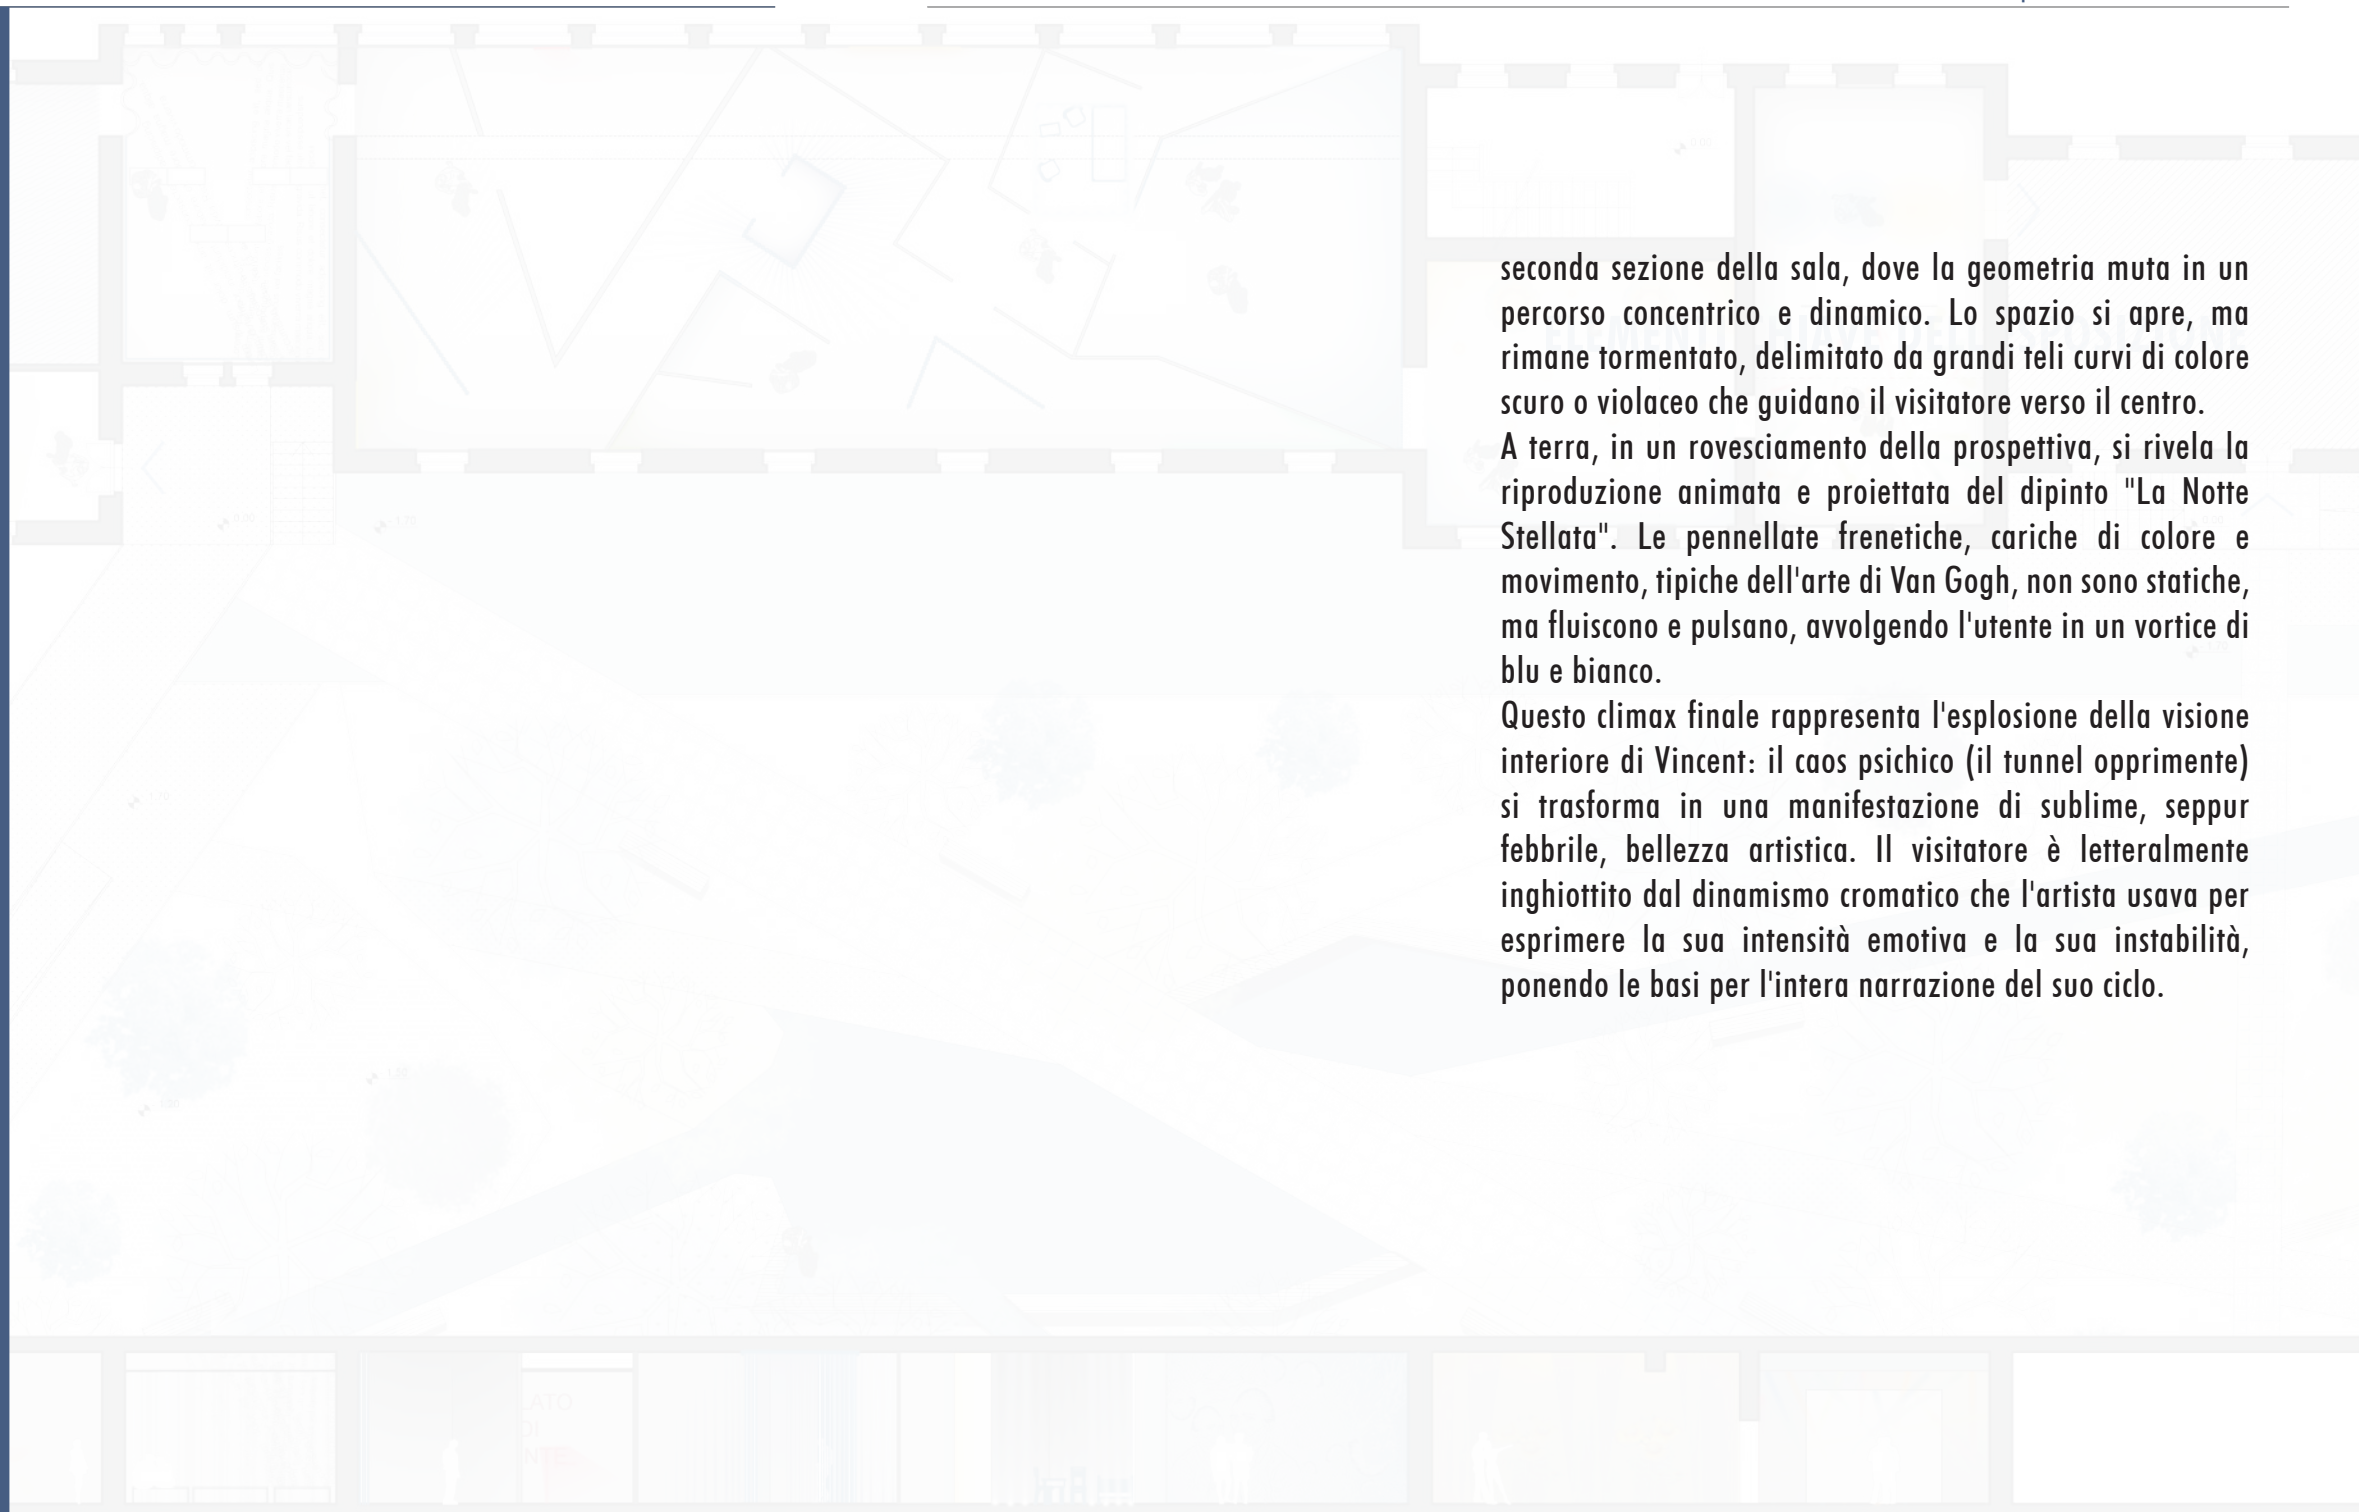 seconda sezione della sala, dove la geometria muta in un
percorso concentrico e dinamico. Lo spazio si apre, ma
rimane tormentato, delimitato da grandi teli curvi di colore
scuro o violaceo che guidano il visitatore verso il centro.
A terra, in un rovesciamento della prospettiva, si rivela la
riproduzione animata e proiettata del dipinto "La Notte
Stellata". Le pennellate frenetiche, cariche di colore e
movimento, tipiche dell'arte di Van Gogh, non sono statiche,
ma fluiscono e pulsano, avvolgendo l'utente in un vortice di
blu e bianco.
Questo climax finale rappresenta l'esplosione della visione
interiore di Vincent: il caos psichico (il tunnel opprimente)
si trasforma in una manifestazione di sublime, seppur
febbrile, bellezza artistica. Il visitatore è letteralmente
inghiottito dal dinamismo cromatico che l'artista usava per
esprimere la sua intensità emotiva e la sua instabilità,
ponendo le basi per l'intera narrazione del suo ciclo.